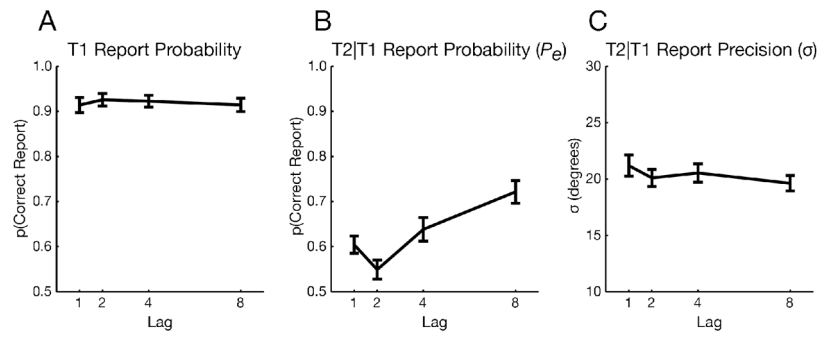 A
T1 Report Probability
p(Correct Report)
1.0
0.9
0.8
0.7
0.6
0.5
1 2 4 8
Lag
B
T2|T1 Report Probability (Pe)
p(Correct Report)
1.0
0.9
0.8
0.7
0.6
0.5
1 2 4 8
Lag
C
T2|T1 Report Precision (σ)
σ (degrees)
30
25
20
15
10
1 2 4 8
Lag